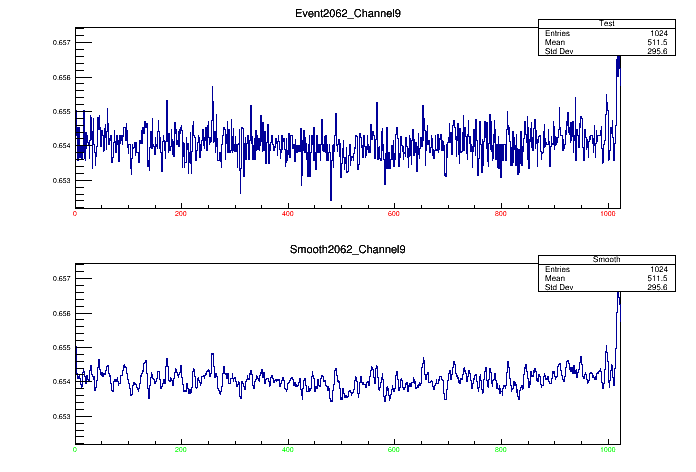 Event2062_Channel9
Test
Entries 1024
Mean 511.5
Std Dev 295.6
0.657
0.656
0.655
0.654
0.653
0 200 400 600 800 1000
Smooth2062_Channel9
Smooth
Entries 1024
Mean 511.5
Std Dev 295.6
0.657
0.656
0.655
0.654
0.653
0 200 400 600 800 1000